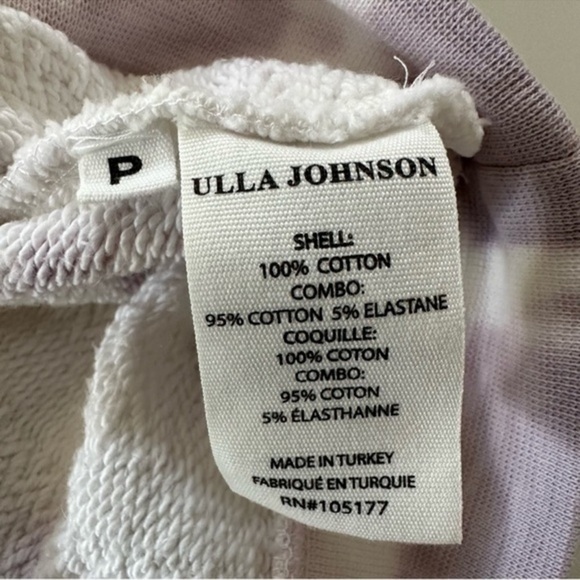 P
ULLA JOHNSON
SHELL:
100% COTTON
COMBO:
95% COTTON 5% ELASTANE
COQUILLE:
100% COTON
COMBO:
95% COTON
5% ÉLASTHANNE
MADE IN TURKEY
FABRIQUÉ EN TURQUIE
RN#105177